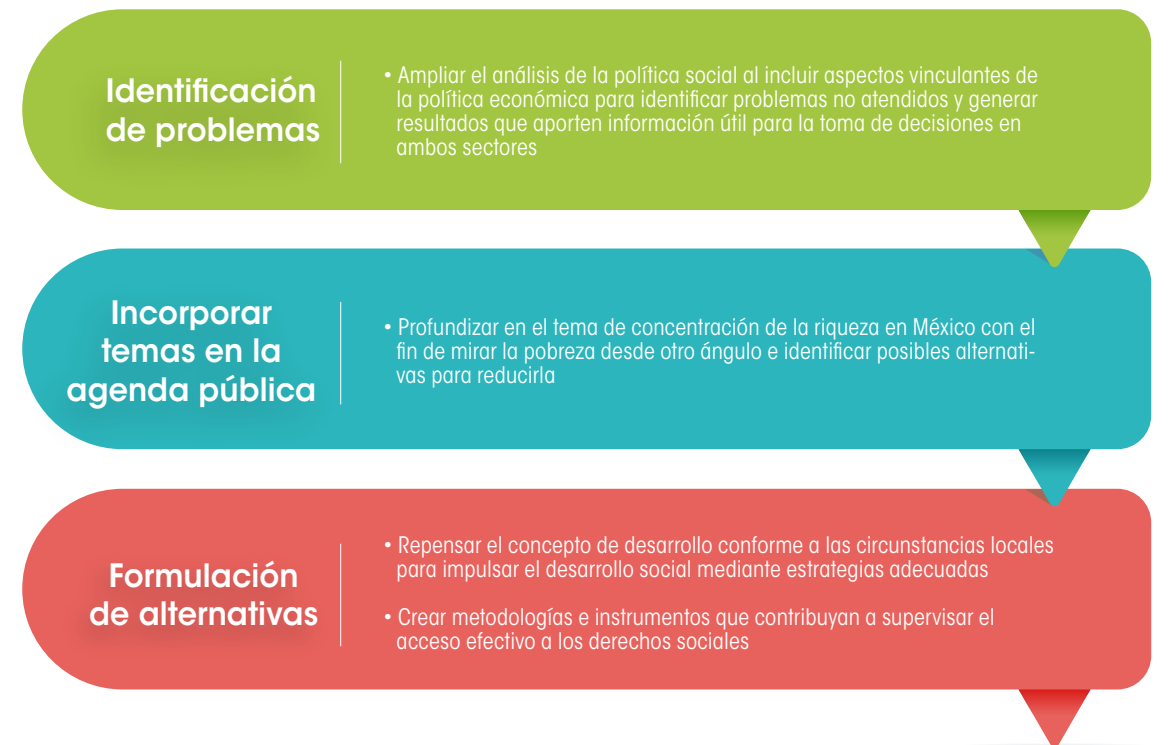 Identificación
de problemas
• Ampliar el análisis de la política social al incluir aspectos vinculantes de
la política económica para identificar problemas no atendidos y generar
resultados que aporten información útil para la toma de decisiones en
ambos sectores
Incorporar
temas en la
agenda pública
• Profundizar en el tema de concentración de la riqueza en México con el
fin de mirar la pobreza desde otro ángulo e identificar posibles alternati-
vas para reducirla
Formulación
de alternativas
• Repensar el concepto de desarrollo conforme a las circunstancias locales
para impulsar el desarrollo social mediante estrategias adecuadas
• Crear metodologías e instrumentos que contribuyan a supervisar el
acceso efectivo a los derechos sociales